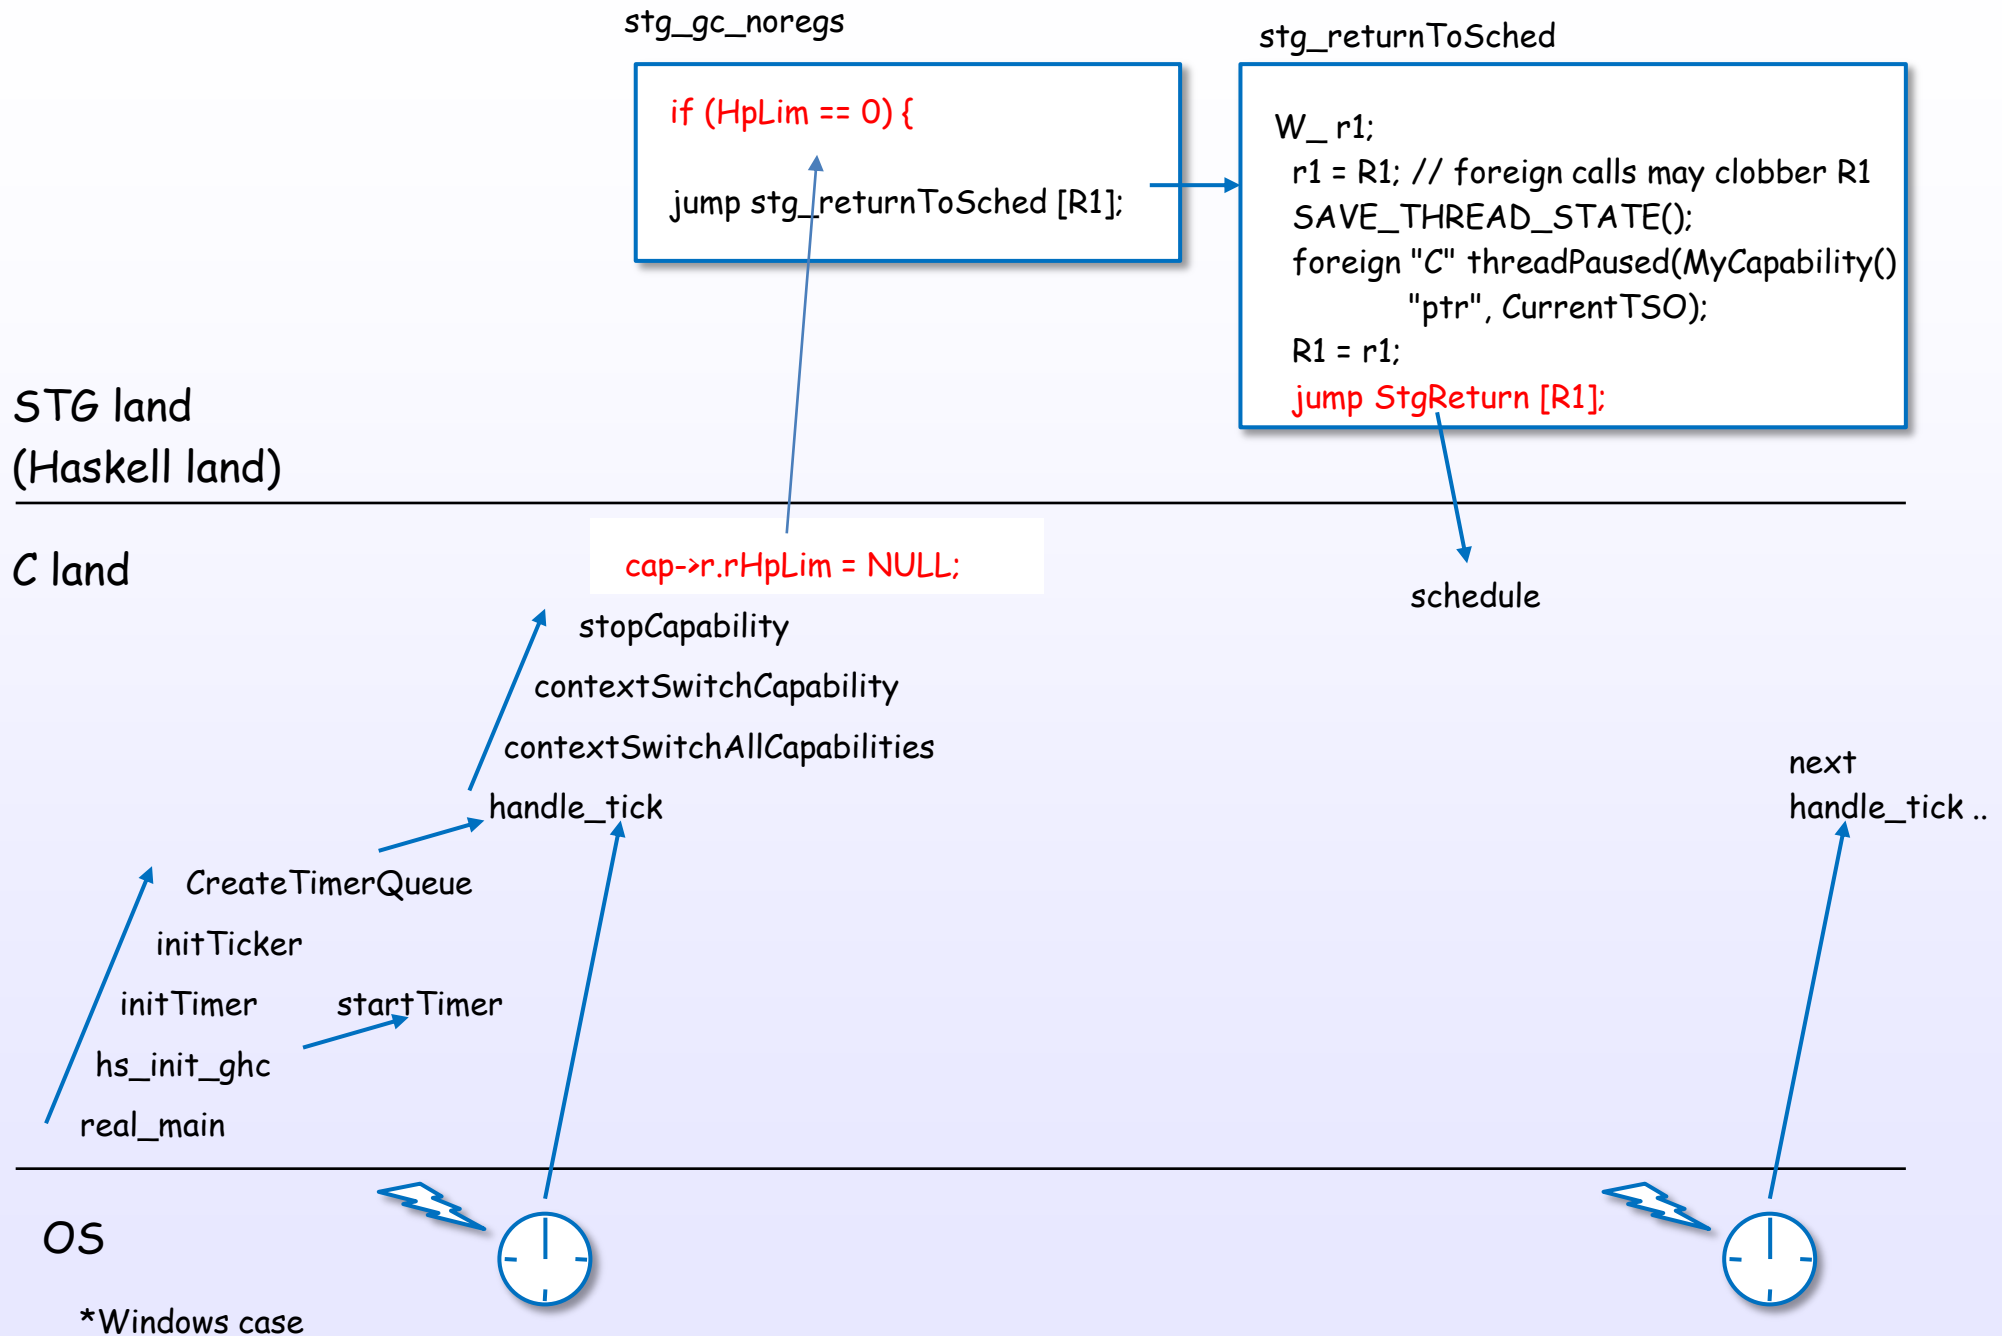 stg_gc_noregs
if (HpLim == 0) {
jump stg_returnToSched [R1];
stg_returnToSched
W_ r1;
r1 = R1; // foreign calls may clobber R1
SAVE_THREAD_STATE();
foreign "C" threadPaused(MyCapability()
"ptr", CurrentTSO);
R1 = r1;
jump StgReturn [R1];
STG land
(Haskell land)
C land
cap->r.rHpLim = NULL;
stopCapability
contextSwitchCapability
contextSwitchAllCapabilities
handle_tick
schedule
next
handle_tick ..
CreateTimerQueue
initTicker
initTimer
startTimer
hs_init_ghc
real_main
OS
*Windows case